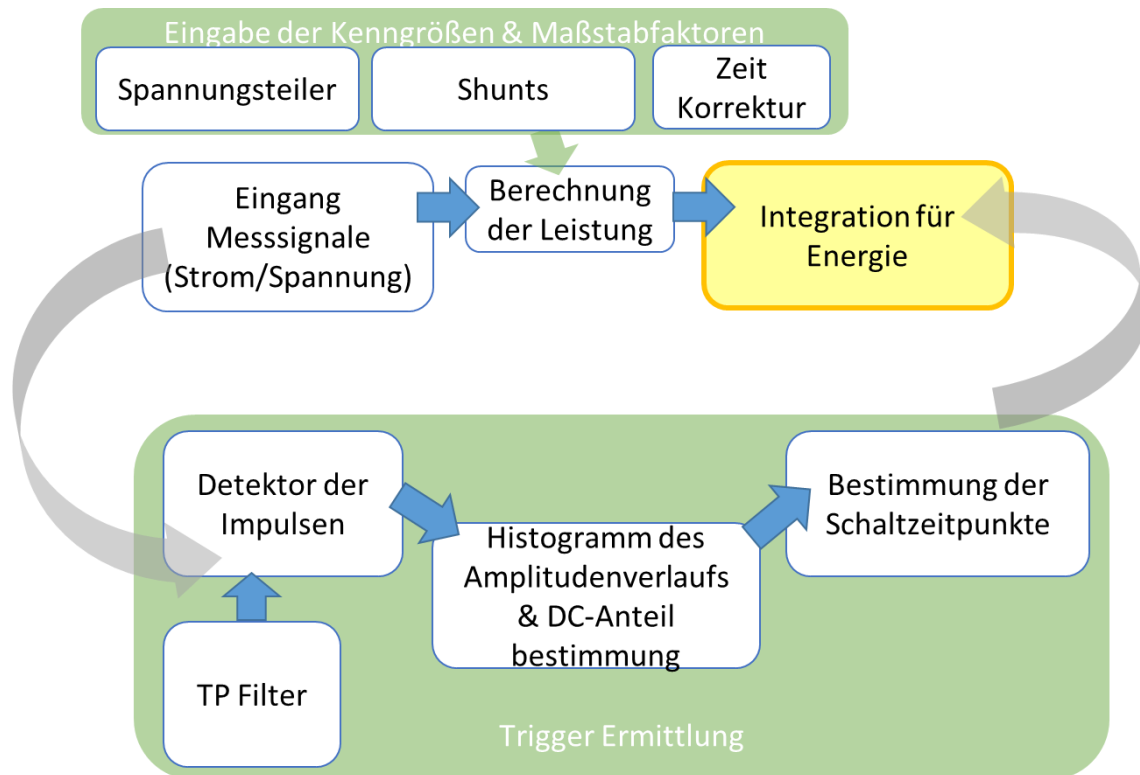 Eingabe der Kenngrößen & Maßstabfaktoren
Spannungsteiler
Shunts
Zeit
Korrektur
Eingang
Messsignale
(Strom/Spannung)
Berechnung
der Leistung
Integration für
Energie
Detektor der
Impulsen
Histogramm des
Amplitudenverlaufs
& DC-Anteil
bestimmung
Bestimmung der
Schaltzeitpunkte
TP Filter
Trigger Ermittlung